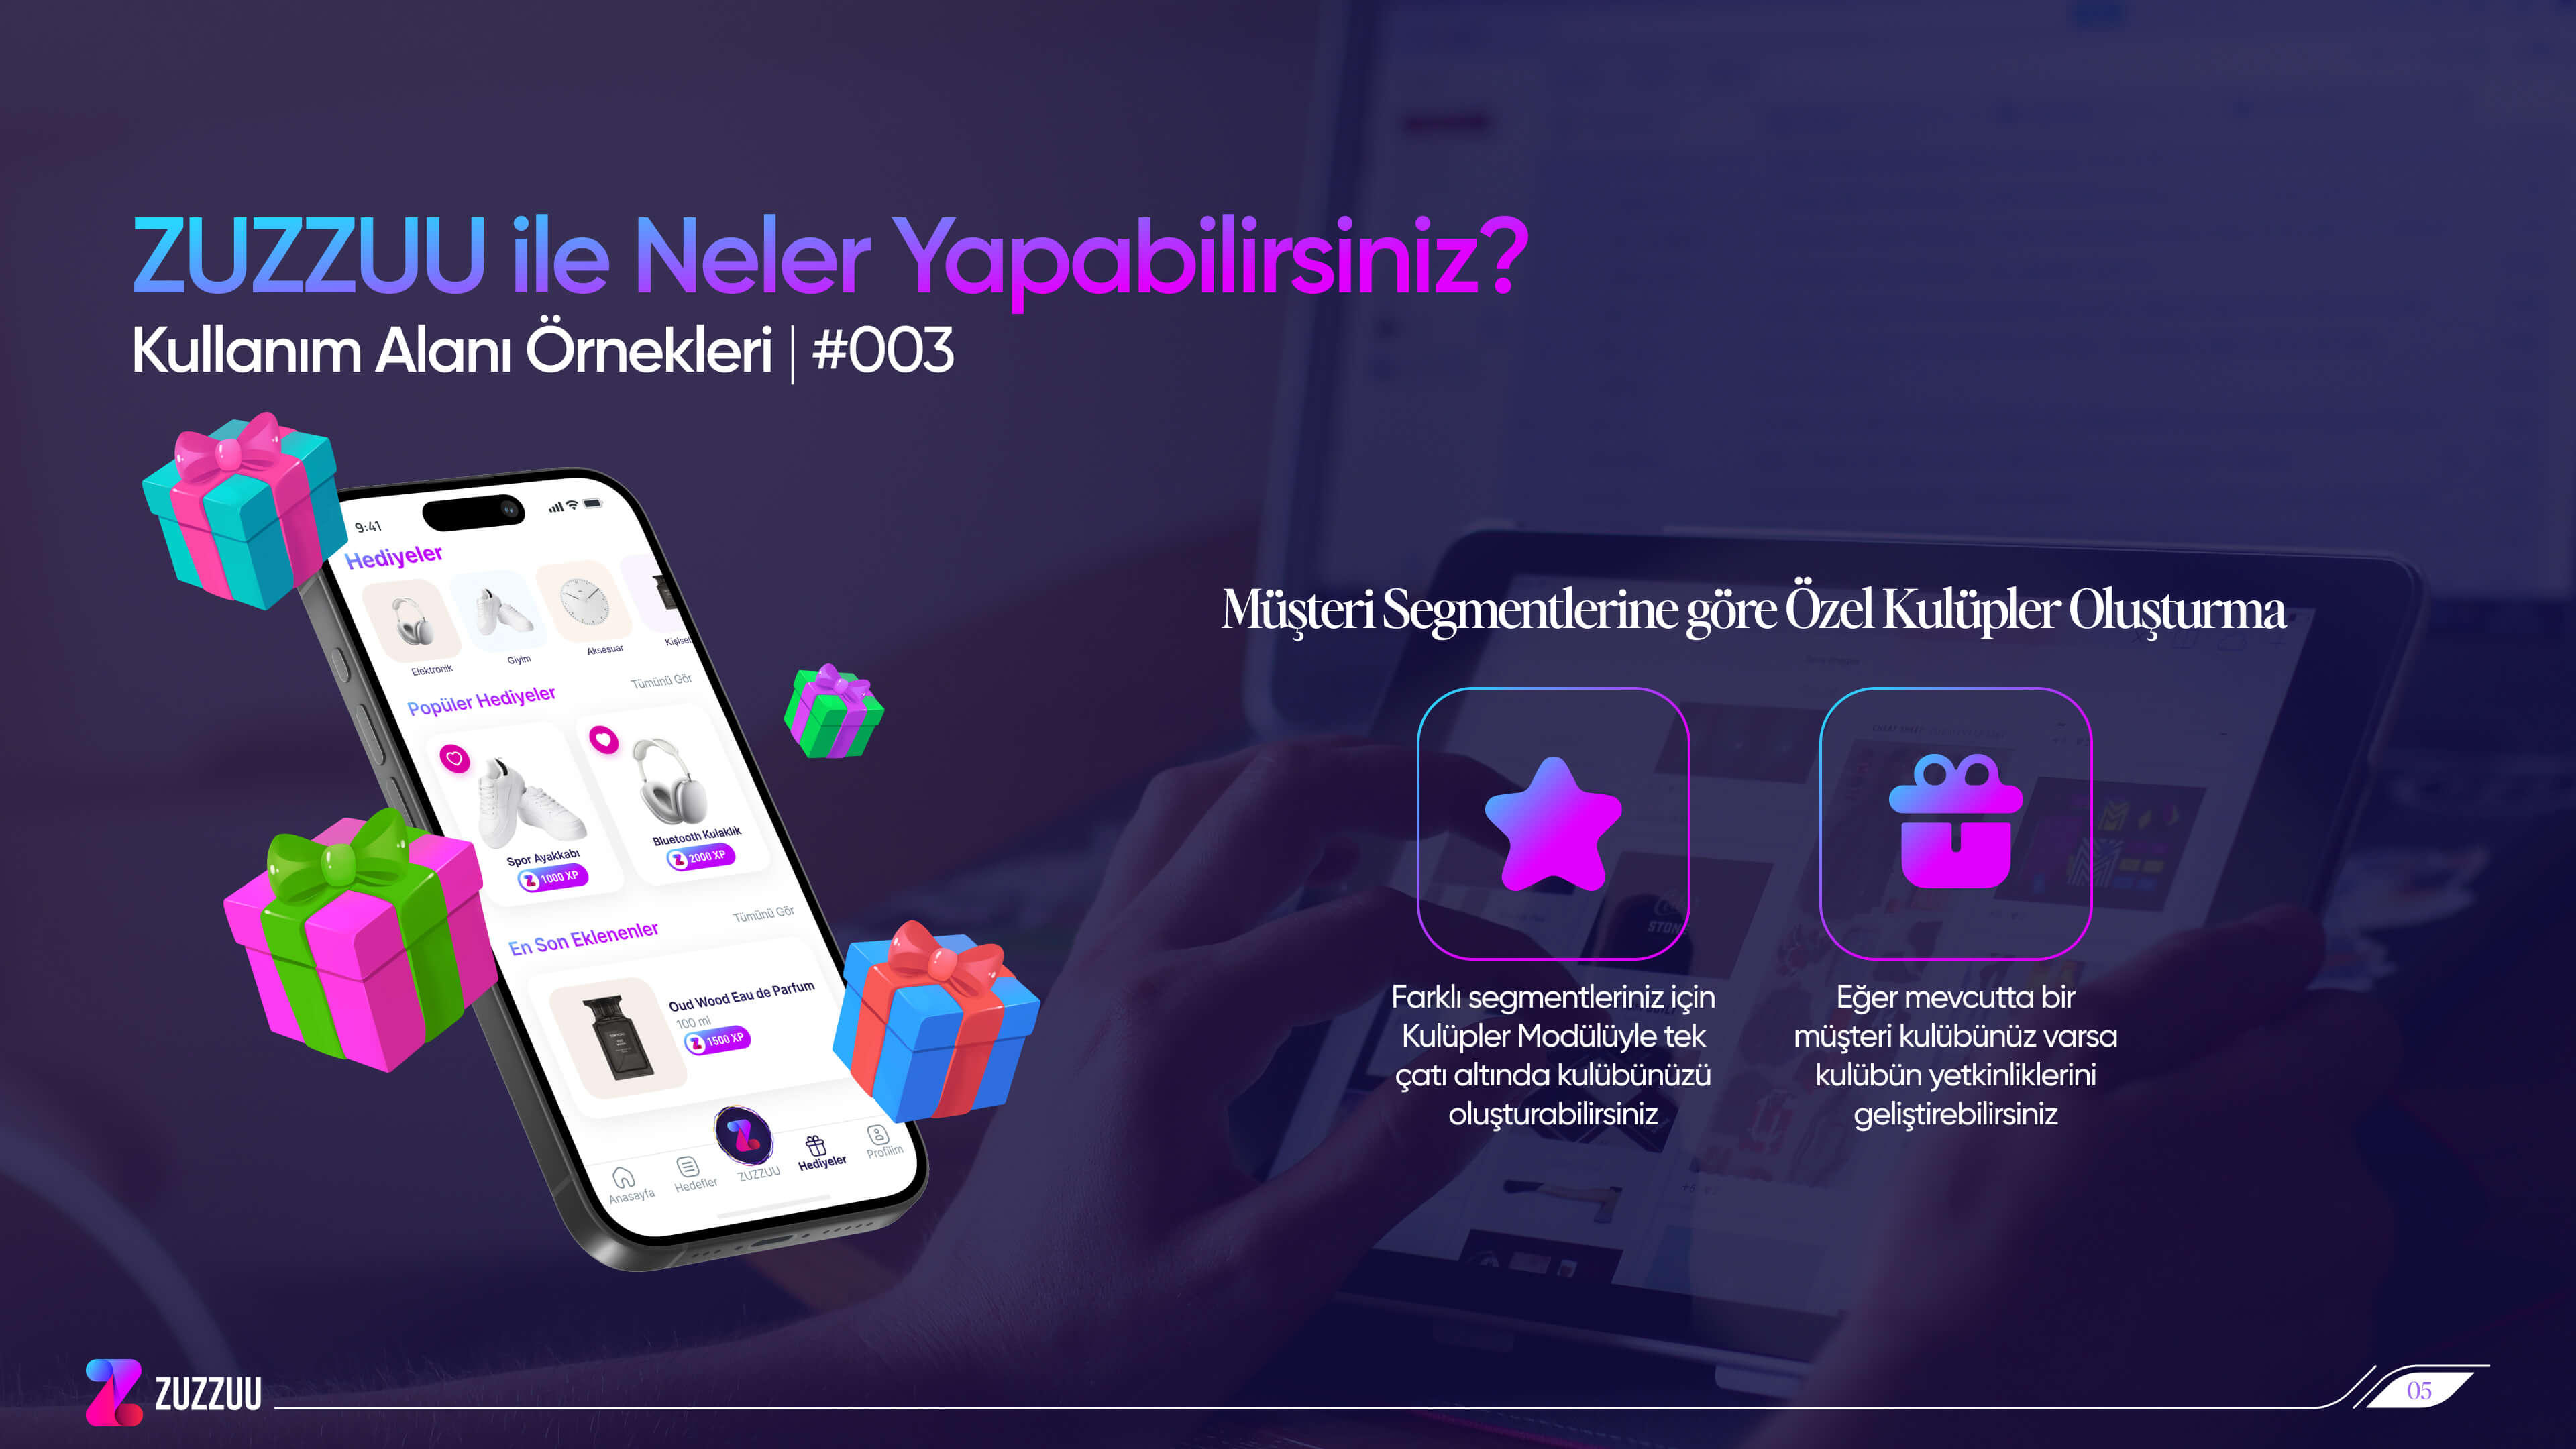 ZUZZUU ile Neler Yapabilirsiniz?
Kullanım Alanı Örnekleri | #003
9:41
Hediyeler
Elektronik
Giyim
Aksesuar
Kişisel
Popüler Hediyeler
Tümünü Gör
Spor Ayakkabı
1000 XP
Bluetooth Kulaklık
2000 XP
En Son Eklenenler
Tümünü Gör
Oud Wood Eau de Parfum
100 ml
1500 XP
Anasayfa
Hedefler
ZUZZUU
Hediyeler
Profilim
Müşteri Segmentlerine göre Özel Kulüpler Oluşturma
Farklı segmentleriniz için
Kulüpler Modülüyle tek
çatı altında kulübünüzü
oluşturabilirsiniz
Eğer mevcutta bir
müşteri kulübünüz varsa
kulübün yetkinliklerini
geliştirebilirsiniz
ZUZZUU
05